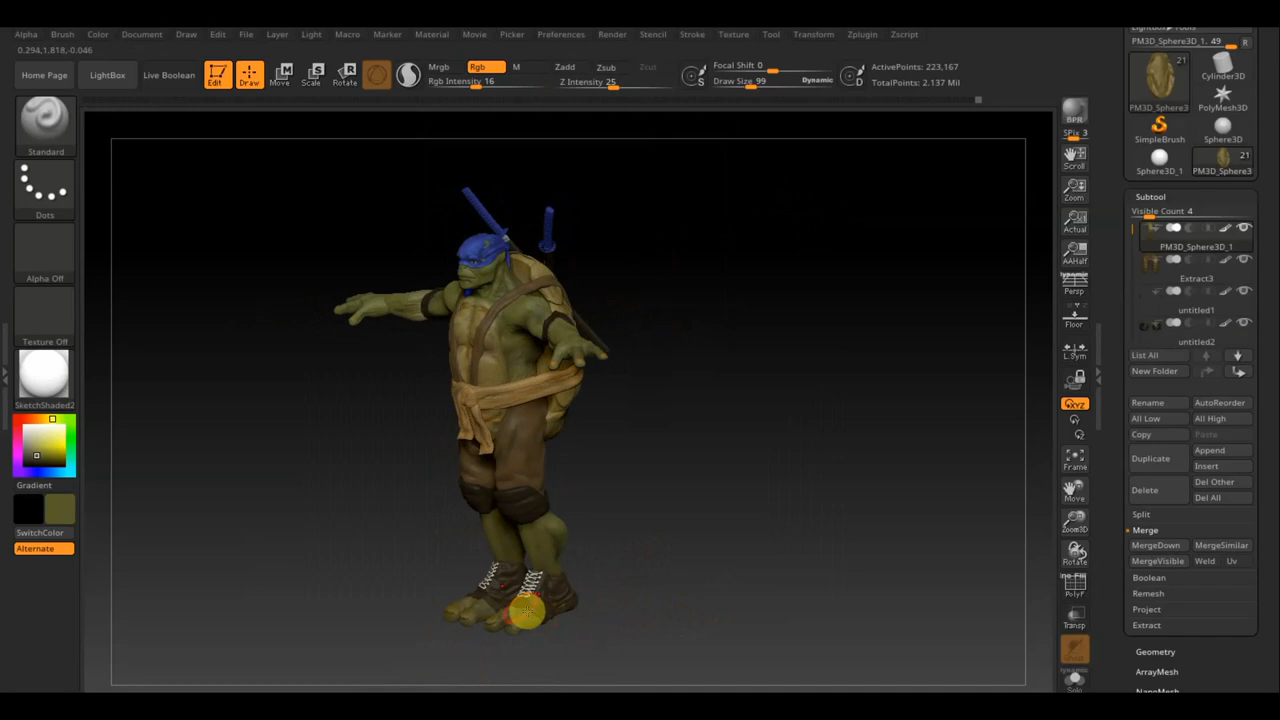 Alpha Brush Color Document Draw Edit File Layer Light Macro Marker Material Movie Picker Preferences Render Stencil Stroke Texture Tool Transform Zplugin Zscript
0.294,1.818,-0.046
Home Page
LightBox
Live Boolean
Edit
Draw
Move
Scale
Rotate
Mrgb Rgb M
Rgb Intensity 16
Zadd Zsub Zcut
Z Intensity 25
S
Focal Shift 0
Draw Size 99 Dynamic
D
ActivePoints: 223,167
TotalPoints: 2.137 Mil
Standard
Dots
Alpha Off
Texture Off
SketchShaded2
Gradient
SwitchColor
Alternate
BPR
SPix 3
Scroll
Zoom
Actual
AAHalf
Dynamic
Persp
Floor
L.Sym
XYZ
Y
Z
Frame
Move
Zoom3D
Rotate
PolyF
Transp
Ghost
Solo
PM3D_Sphere3D_1. 49 R
21
PM3D_Sphere3
Cylinder3D
PolyMesh3D
SimpleBrush
Sphere3D
Sphere3D_1
21
PM3D_Sphere3
Subtool
Visible Count 4
PM3D_Sphere3D_1
Extract3
untitled1
untitled2
List All
New Folder
Rename AutoReorder
All Low All High
Copy Paste
Duplicate Append
Insert
Delete Del Other
Del All
Split
Merge
MergeDown MergeSimilar
MergeVisible Weld Uv
Boolean
Remesh
Project
Extract
Geometry
ArrayMesh